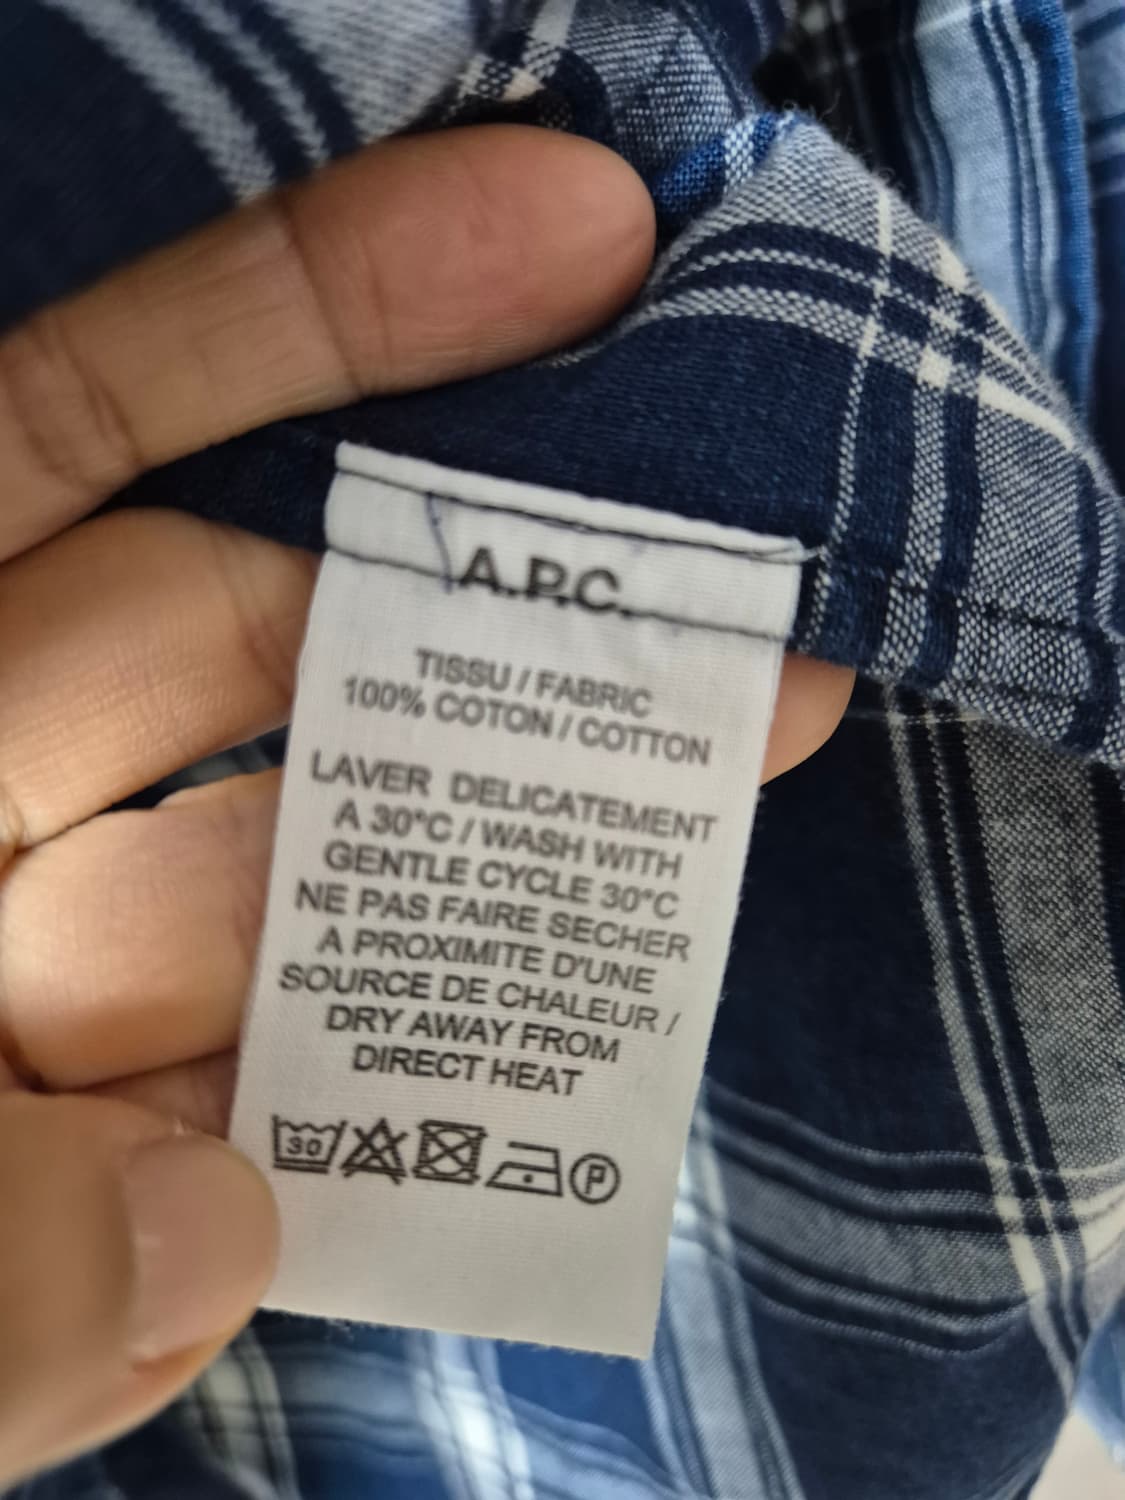 A.P.C.
TISSU / FABRIC
100% COTON / COTTON
LAVER DELICATEMENT
A 30°C / WASH WITH
GENTLE CYCLE 30°C
NE PAS FAIRE SECHER
A PROXIMITE D'UNE
SOURCE DE CHALEUR /
DRY AWAY FROM
DIRECT HEAT
30 P